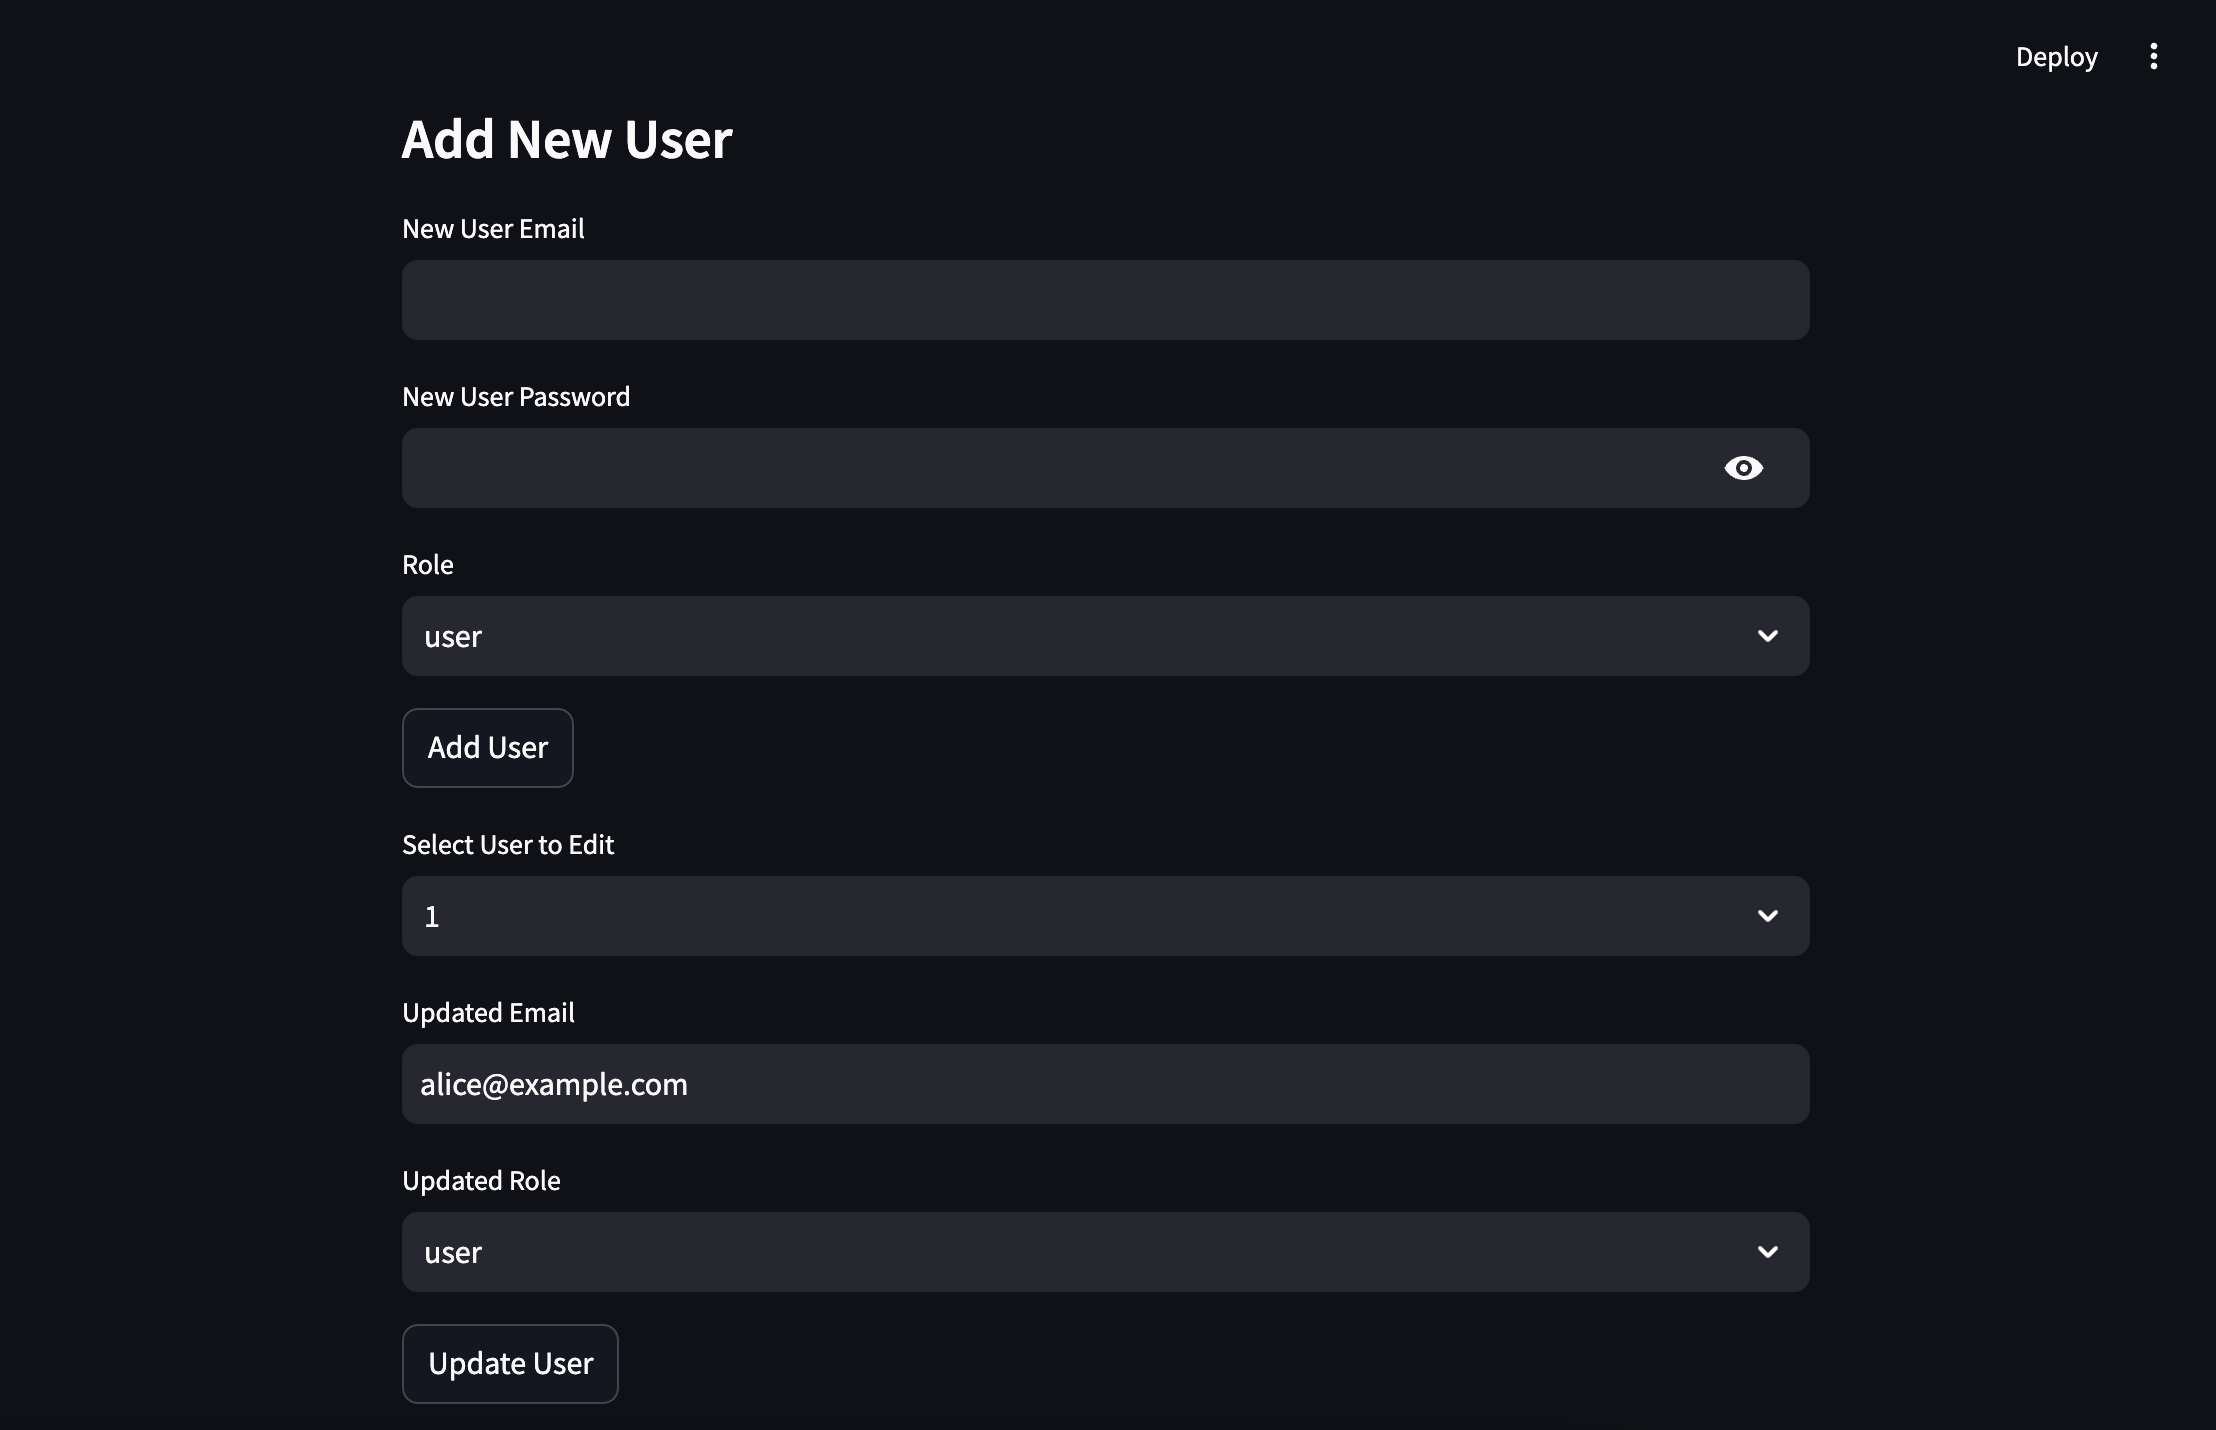 Deploy
Add New User
New User Email
New User Password
Role
user
Add User
Select User to Edit
1
Updated Email
alice@example.com
Updated Role
user
Update User